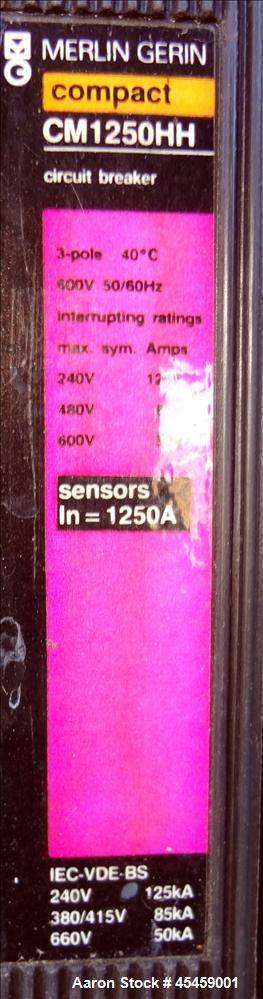 MG
MERLIN GERIN
compact
CM1250HH
circuit breaker
3-pole 40°C
600V 50/60Hz
interrupting ratings
max. sym. Amps
240V
480V
600V
sensors
In = 1250A
IEC-VDE-BS
240V 125kA
380/415V 85kA
660V 50kA
Aaron Stock # 45459001